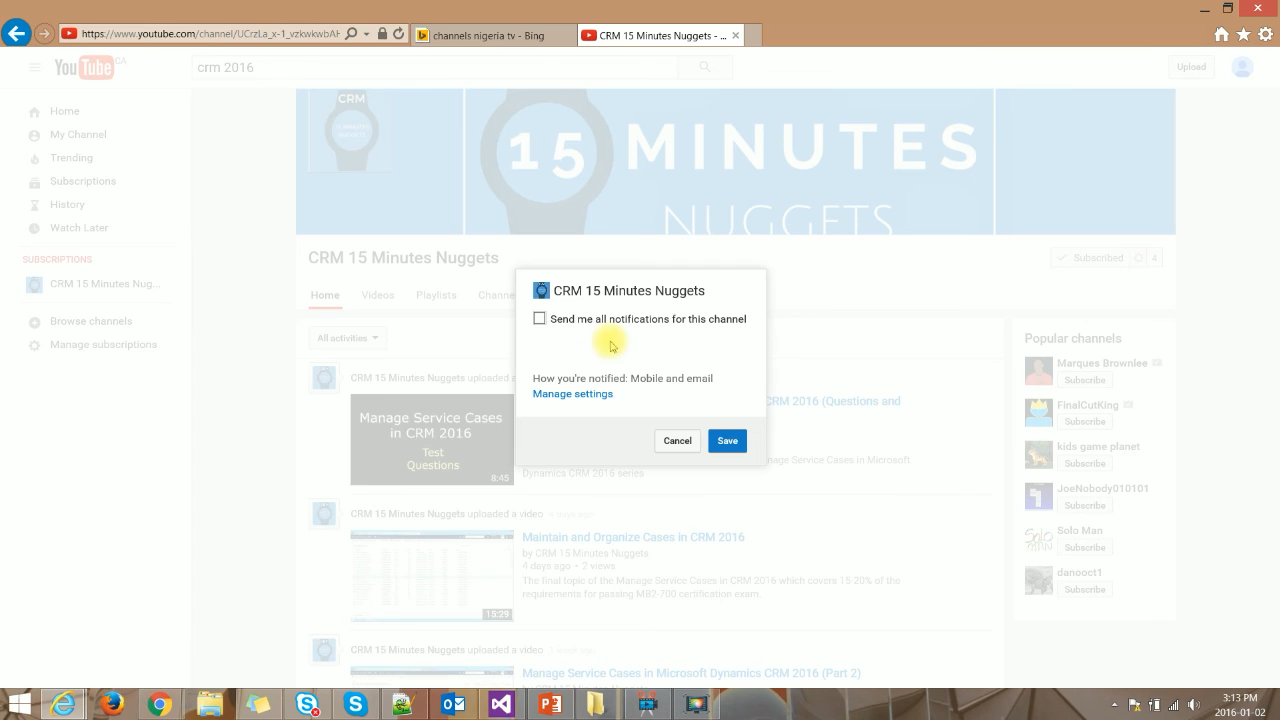 https://www.youtube.com/channel/UCrzLa_x-1_vzkwkwbAH
channels nigeria tv - Bing
CRM 15 Minutes Nuggets - ...
YouTube CA
crm 2016
Upload
Home
My Channel
Trending
Subscriptions
History
Watch Later
SUBSCRIPTIONS
CRM 15 Minutes Nug...
Browse channels
Manage subscriptions
CRM
15 MINUTES
NUGGETS
CRM 15 Minutes Nuggets
Subscribed 4
Home Videos Playlists Channe
All activities
CRM 15 Minutes Nuggets
Send me all notifications for this channel
How you're notified: Mobile and email
Manage settings
Cancel Save
CRM 15 Minutes Nuggets uploaded a
Manage Service Cases
in CRM 2016
Test
Questions
8:45
CRM 2016 (Questions and
nage Service Cases in Microsoft
Dynamics CRM 2016 series
CRM 15 Minutes Nuggets uploaded a video 4 days ago
15:29
Maintain and Organize Cases in CRM 2016
by CRM 15 Minutes Nuggets
4 days ago • 2 views
The final topic of the Manage Service Cases in CRM 2016 which covers 15-20% of the
requirements for passing MB2-700 certification exam.
CRM 15 Minutes Nuggets uploaded a video
Manage Service Cases in Microsoft Dynamics CRM 2016 (Part 2)
Popular channels
Marques Brownlee
Subscribe
FinalCutKing
Subscribe
kids game planet
Subscribe
JoeNobody010101
Subscribe
Solo Man
Subscribe
danooct1
Subscribe
3:13 PM
2016-01-02